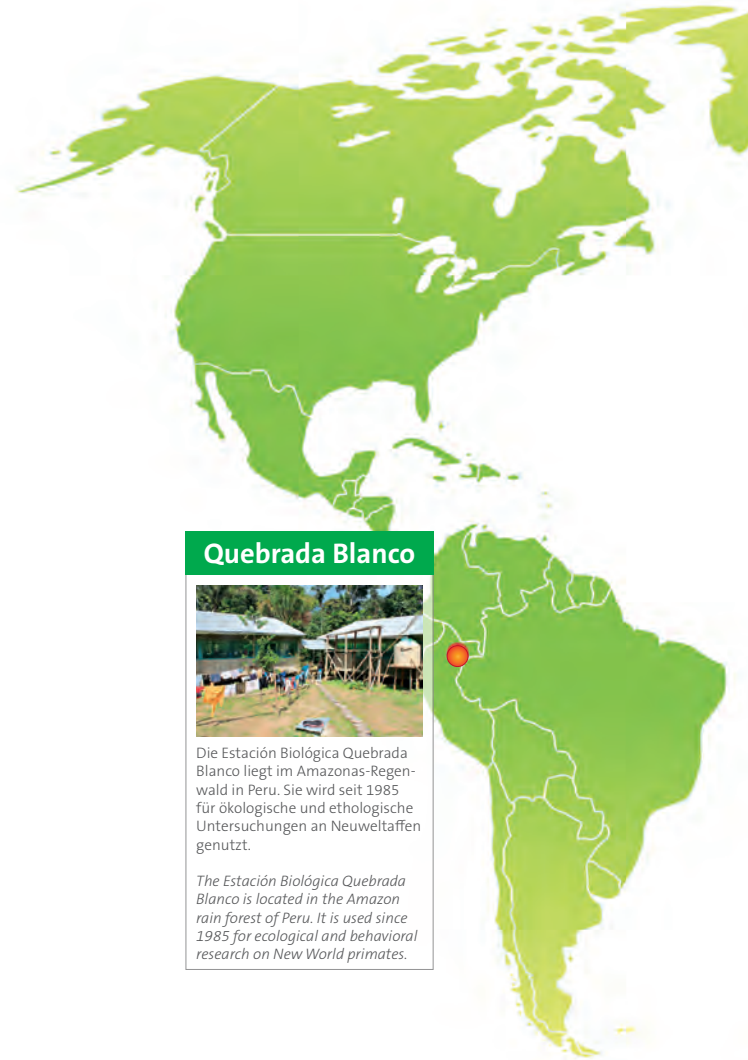 Quebrada Blanco
Die Estación Biológica Quebrada
Blanco liegt im Amazonas-Regen-
wald in Peru. Sie wird seit 1985
für ökologische und ethologische
Untersuchungen an Neuweltaffen
genutzt.
The Estación Biológica Quebrada
Blanco is located in the Amazon
rain forest of Peru. It is used since
1985 for ecological and behavioral
research on New World primates.